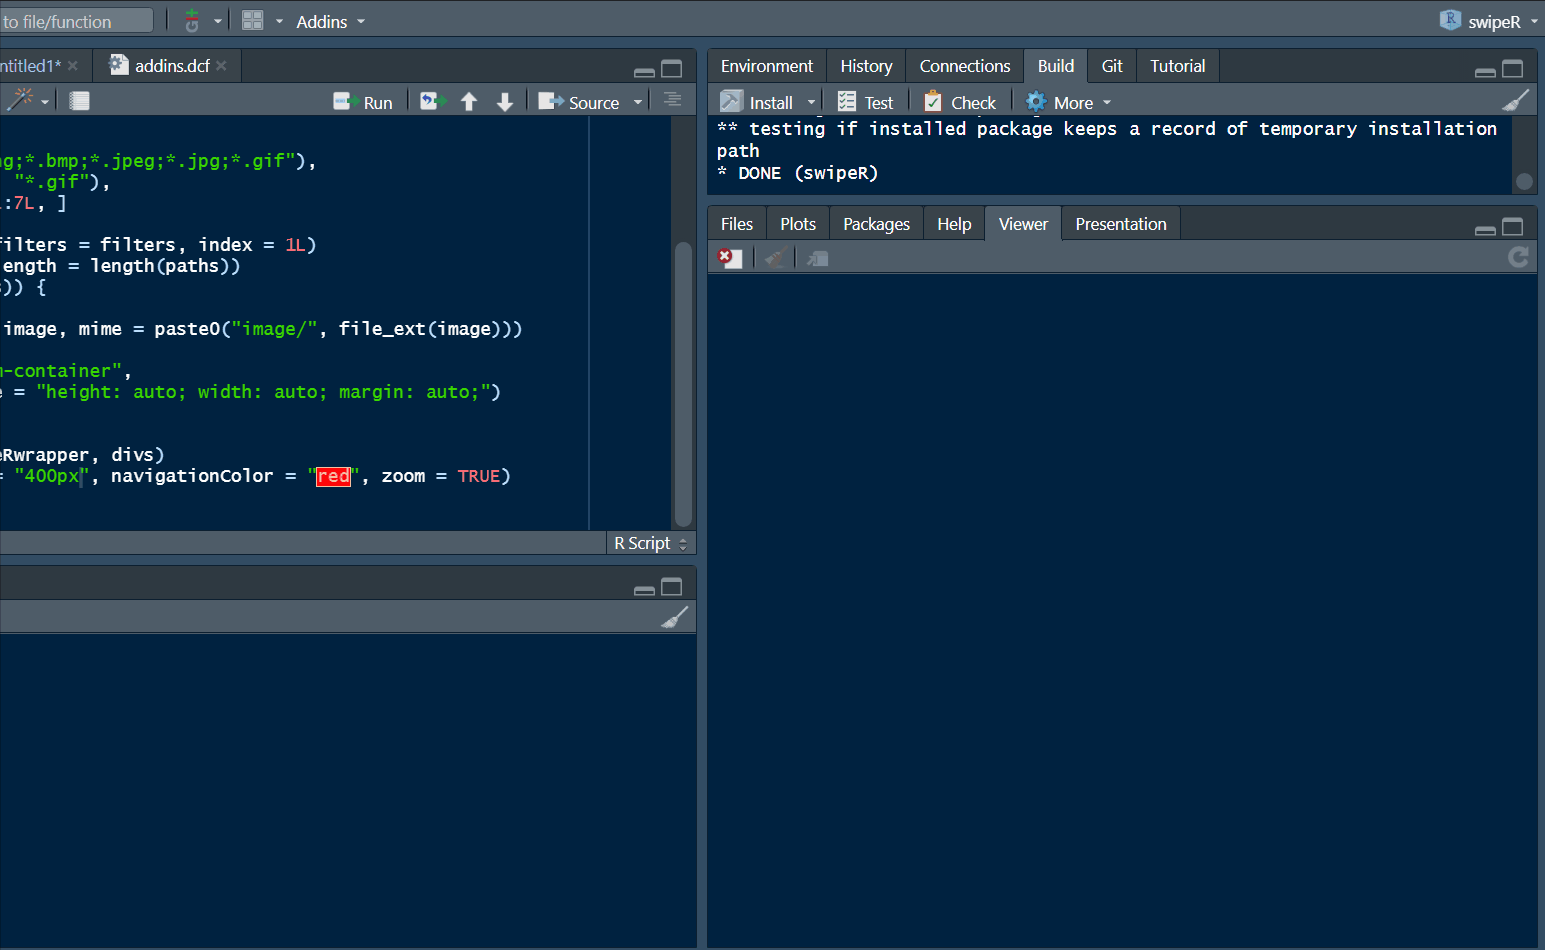 to file/function
Addins
swipeR
ntitled1* ×
addins.dcf ×
Run
Source
ng;*.bmp;*.jpeg;*.jpg;*.gif"),
"*.gif"),
:7L, ]
filters = filters, index = 1L)
ength = length(paths))
)) {
image, mime = paste0("image/", file_ext(image)))
-container",
= "height: auto; width: auto; margin: auto;")
eRwrapper, divs)
= "400px", navigationColor = "red", zoom = TRUE)
R Script
Environment History Connections Build Git Tutorial
Install Test Check More
** testing if installed package keeps a record of temporary installation
path
* DONE (swipeR)
Files Plots Packages Help Viewer Presentation